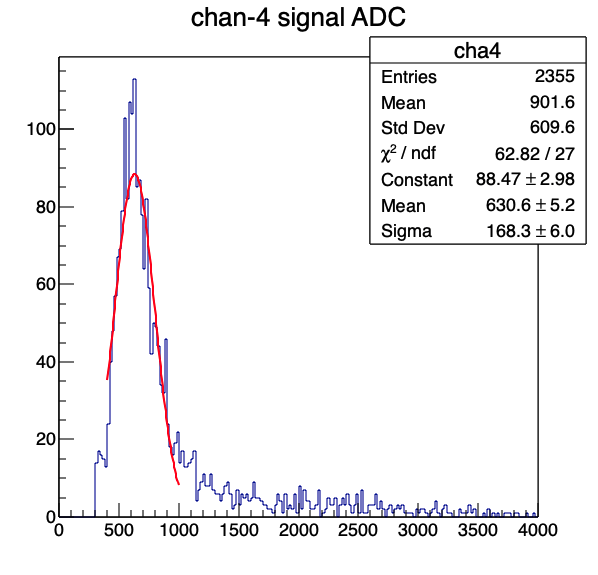 chan-4 signal ADC
cha4
Entries 2355
Mean 901.6
Std Dev 609.6
χ² / ndf 62.82 / 27
Constant 88.47 ± 2.98
Mean 630.6 ± 5.2
Sigma 168.3 ± 6.0
100
80
60
40
20
0
0 500 1000 1500 2000 2500 3000 3500 4000